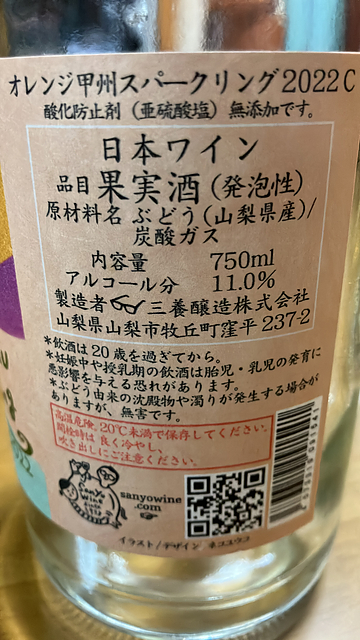 オレンジ甲州スパークリング2022C
酸化防止剤（亜硫酸塩）無添加です。
日本ワイン
品目 果実酒（発泡性）
原材料名 ぶどう（山梨県産）/
炭酸ガス
内容量 750ml
アルコール分 11.0%
製造者 三養醸造株式会社
山梨県山梨市牧丘町窪平 237-2
*飲酒は20歳を過ぎてから。
*妊娠中や授乳期の飲酒は胎児・乳児の発育に
悪影響を与える恐れがあります。
*ぶどう由来の沈殿物や濁りが発生する場合が
ありますが、無害です。
高温危険。20℃未満で保存してください。
開栓時は良く冷やし、
吹き出しにご注意ください。
Sanyo
Wine
sanyowine
.com
イラスト/デザイン ネコユウコ